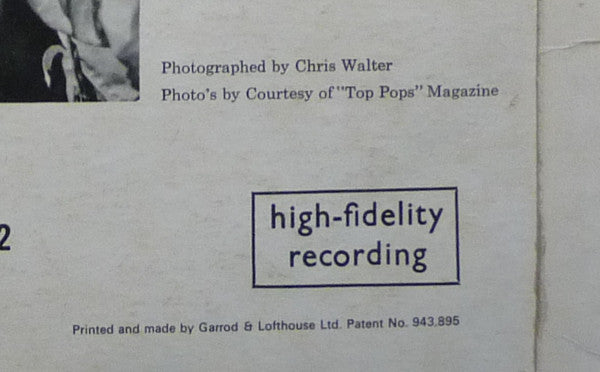 Photographed by Chris Walter
Photo's by Courtesy of "Top Pops" Magazine
2
high-fidelity
recording
Printed and made by Garrod & Lofthouse Ltd. Patent No. 943,895